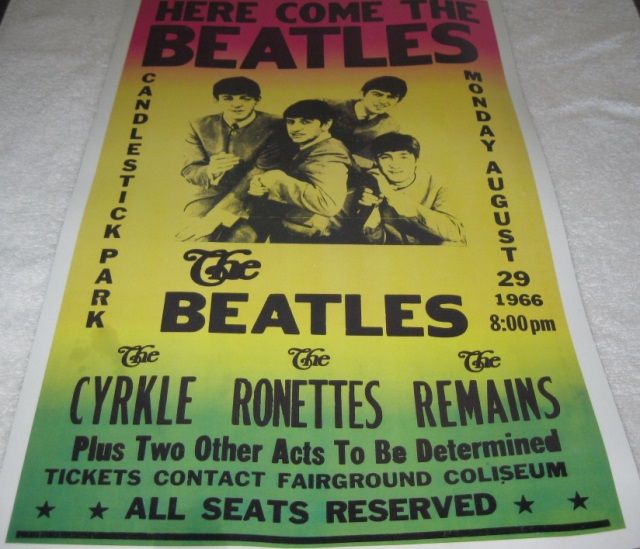 HERE COME THE
BEATLES
CANDLESTICK PARK
MONDAY AUGUST
29
1966
8:00pm
The
BEATLES
The The The
CYRKLE RONETTES REMAINS
Plus Two Other Acts To Be Determined
TICKETS CONTACT FAIRGROUND COLISEUM
★ ★ ALL SEATS RESERVED ★ ★